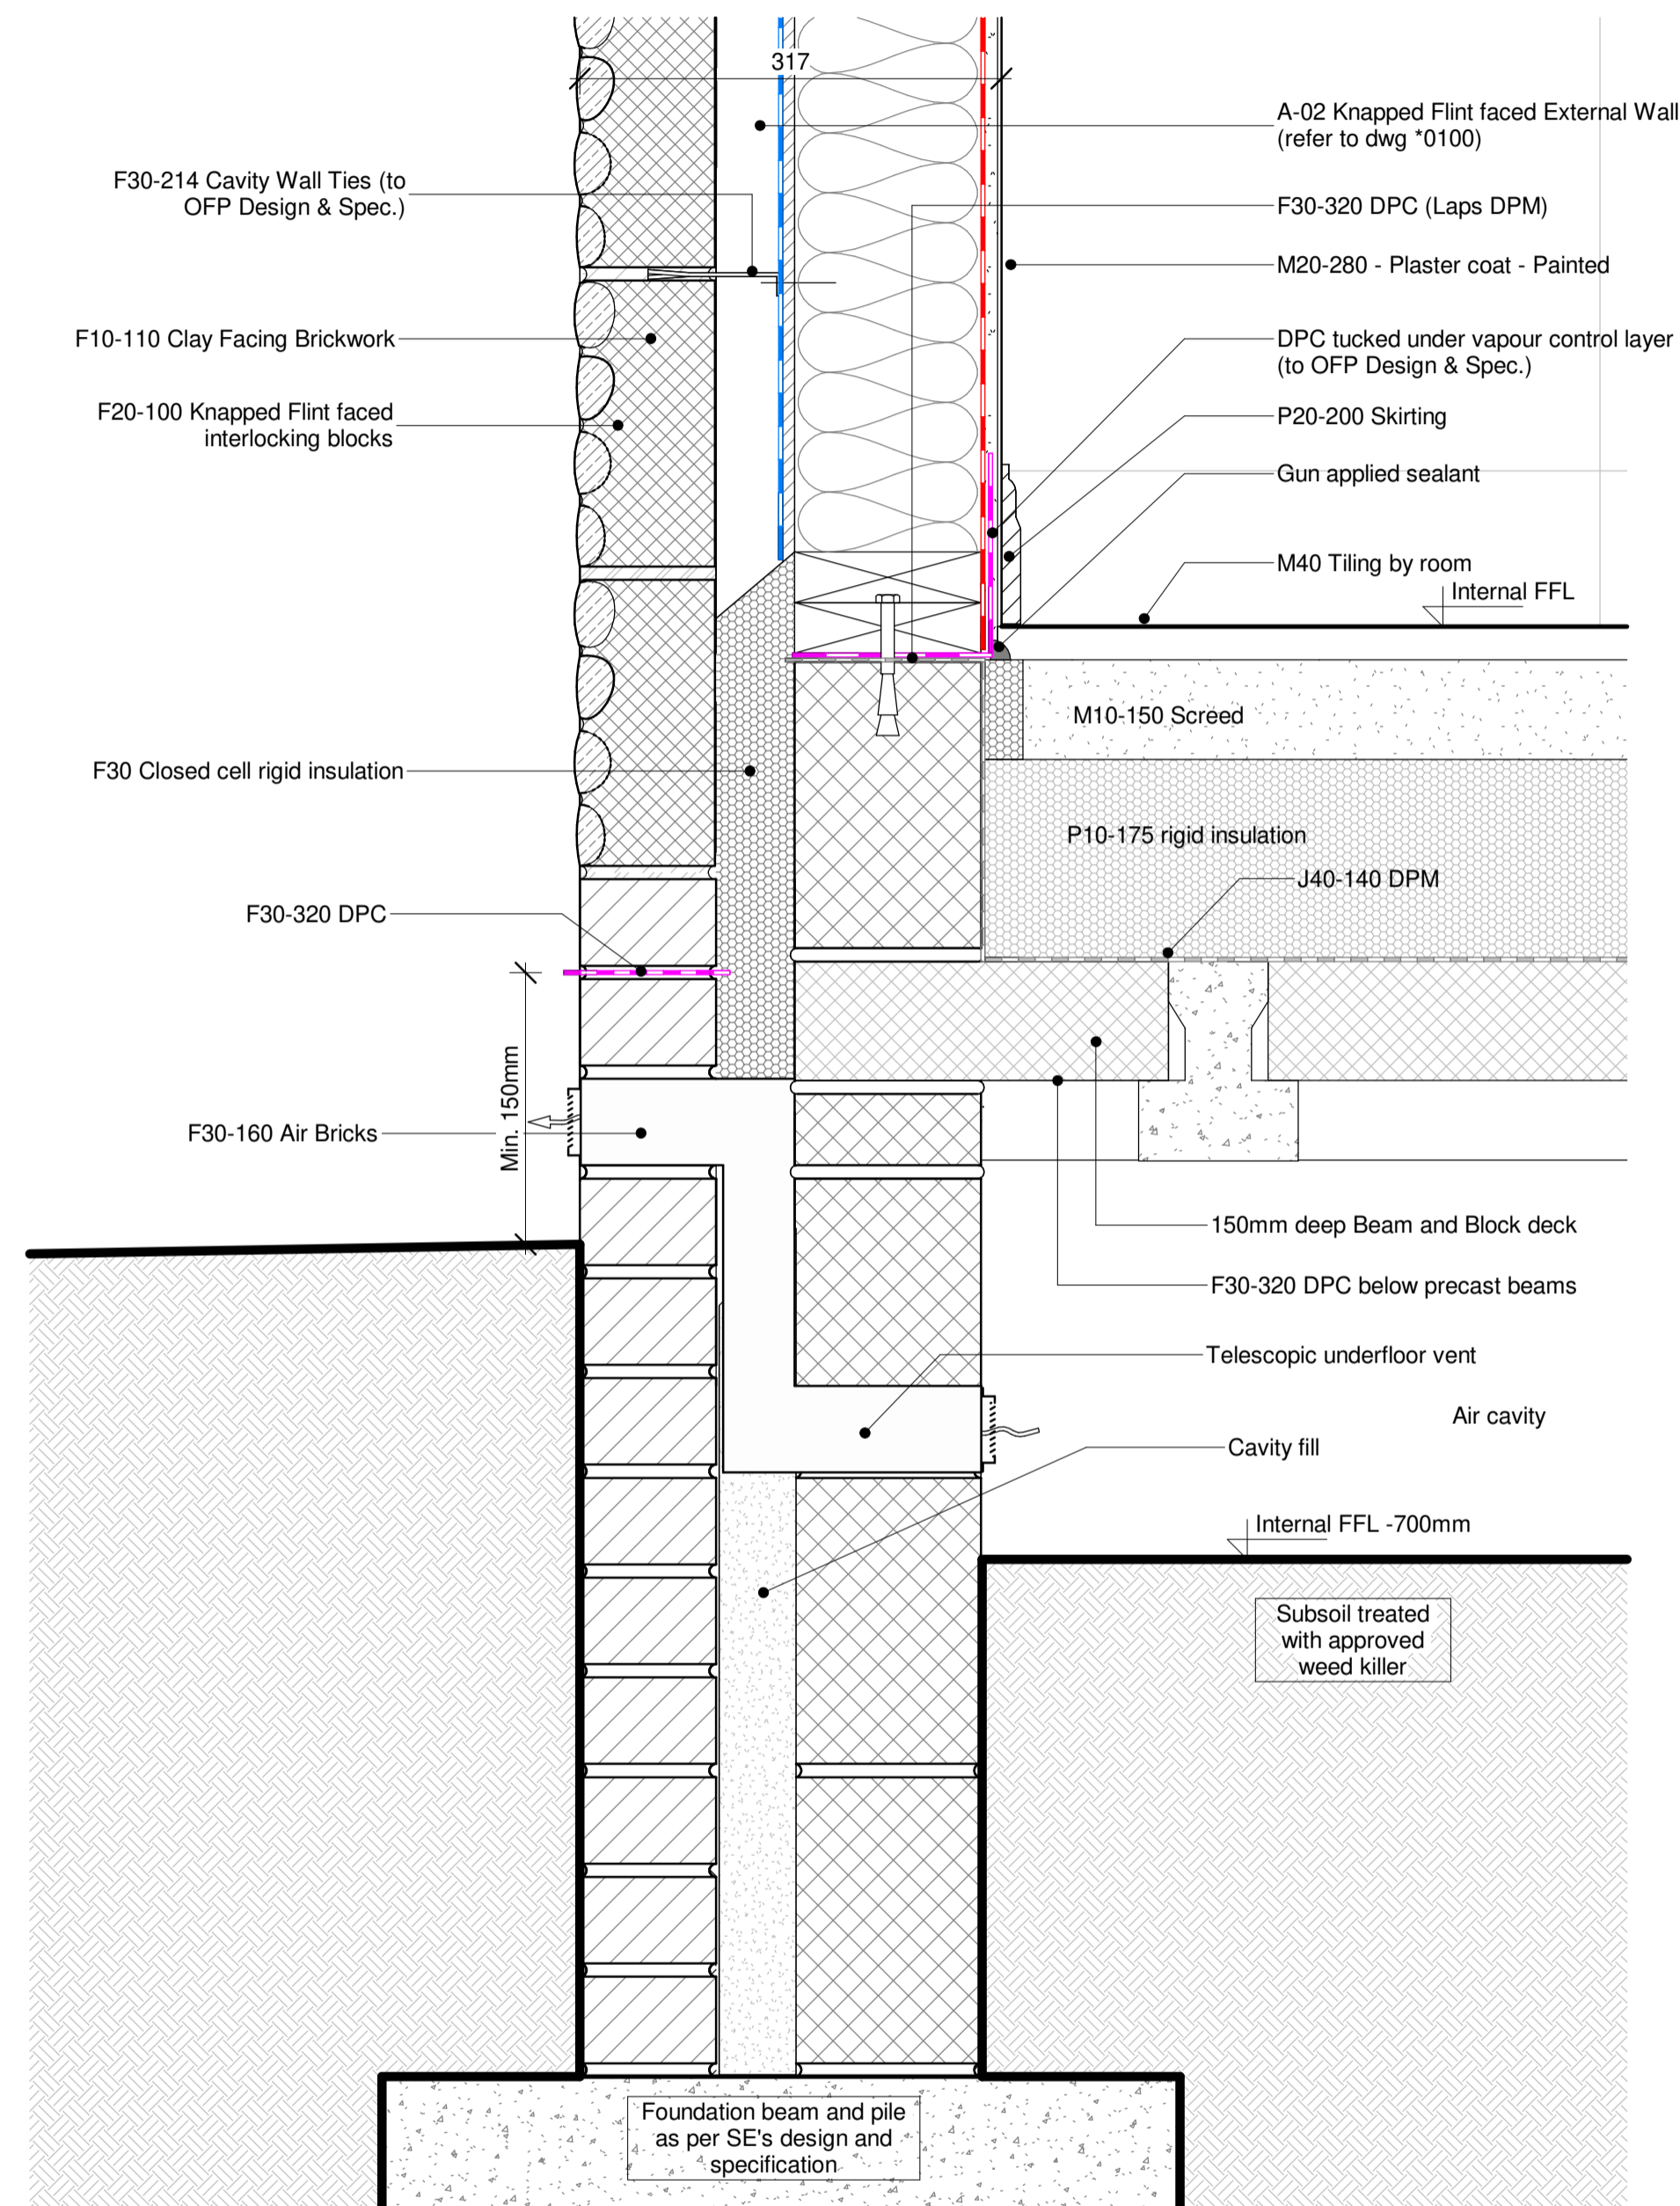 317
A-02 Knapped Flint faced External Wall
(refer to dwg *0100)
F30-214 Cavity Wall Ties (to
OFP Design & Spec.)
F30-320 DPC (Laps DPM)
M20-280 - Plaster coat - Painted
F10-110 Clay Facing Brickwork
DPC tucked under vapour control layer
(to OFP Design & Spec.)
F20-100 Knapped Flint faced
interlocking blocks
P20-200 Skirting
Gun applied sealant
M40 Tiling by room
Internal FFL
M10-150 Screed
F30 Closed cell rigid insulation
P10-175 rigid insulation
J40-140 DPM
F30-320 DPC
Min. 150mm
F30-160 Air Bricks
150mm deep Beam and Block deck
F30-320 DPC below precast beams
Telescopic underfloor vent
Air cavity
Cavity fill
Internal FFL -700mm
Subsoil treated
with approved
weed killer
Foundation beam and pile
as per SE's design and
specification